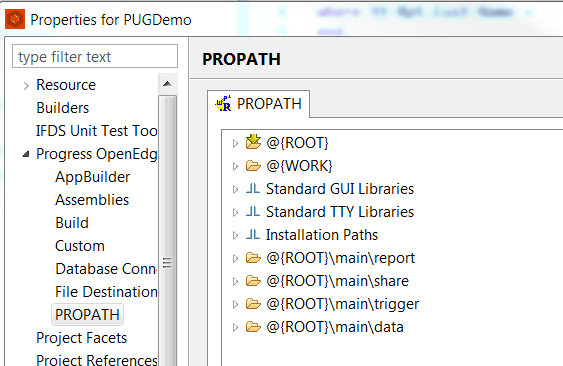 Properties for PUGDemo
type filter text
Resource
Builders
IFDS Unit Test Too
Progress OpenEdg
AppBuilder
Assemblies
Build
Custom
Database Conn
File Destination
PROPATH
Project Facets
Project References
PROPATH
PROPATH
@{ROOT}
@{WORK}
Standard GUI Libraries
Standard TTY Libraries
Installation Paths
@{ROOT}\main\report
@{ROOT}\main\share
@{ROOT}\main\trigger
@{ROOT}\main\data